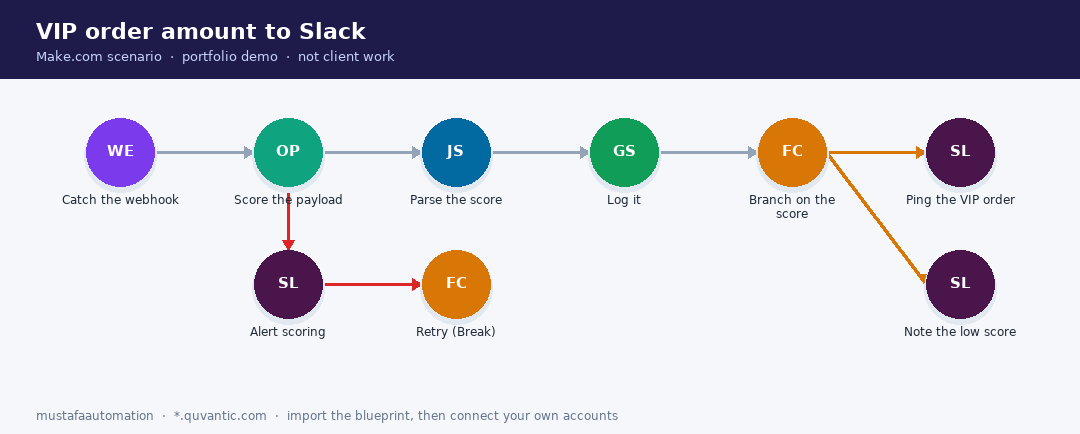 VIP order amount to Slack
Make.com scenario · portfolio demo · not client work
WE
OP
JS
GS
FC
SL
Catch the webhook
Score the payload
Parse the score
Log it
Branch on the
score
Ping the VIP order
SL
FC
SL
Alert scoring
Retry (Break)
Note the low score
mustafaautomation · *.quvantic.com · import the blueprint, then connect your own accounts